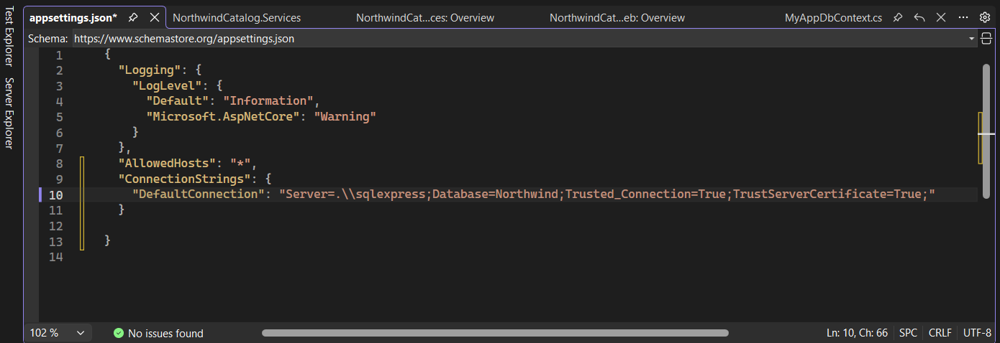 appsettings.json*
NorthwindCatalog.Services
NorthwindCat...ces: Overview
NorthwindCat...eb: Overview
MyAppDbContext.cs
Test Explorer
Server Explorer
Schema: https://www.schemastore.org/appsettings.json
1 {
2 "Logging": {
3 "LogLevel": {
4 "Default": "Information",
5 "Microsoft.AspNetCore": "Warning"
6 }
7 },
8 "AllowedHosts": "*",
9 "ConnectionStrings": {
10 "DefaultConnection": "Server=.\\sqlexpress;Database=Northwind;Trusted_Connection=True;TrustServerCertificate=True;"
11 }
12
13 }
14
102 %
No issues found
Ln: 10, Ch: 66
SPC
CRLF
UTF-8